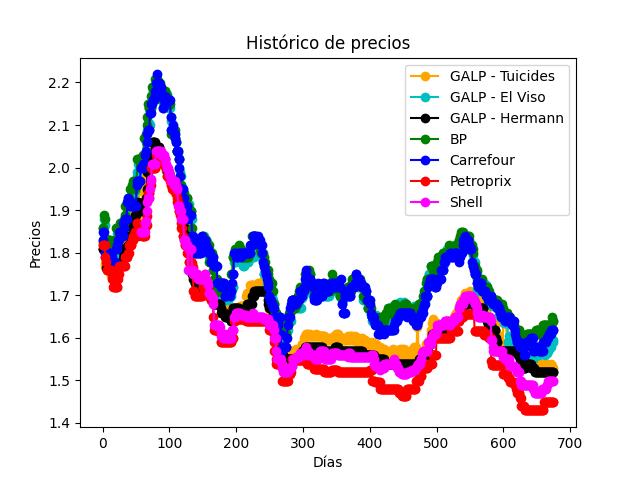 Histórico de precios
GALP - Tuicides
GALP - El Viso
GALP - Hermann
BP
Carrefour
Petroprix
Shell
Precios
2.2
2.1
2.0
1.9
1.8
1.7
1.6
1.5
1.4
0 100 200 300 400 500 600 700
Días